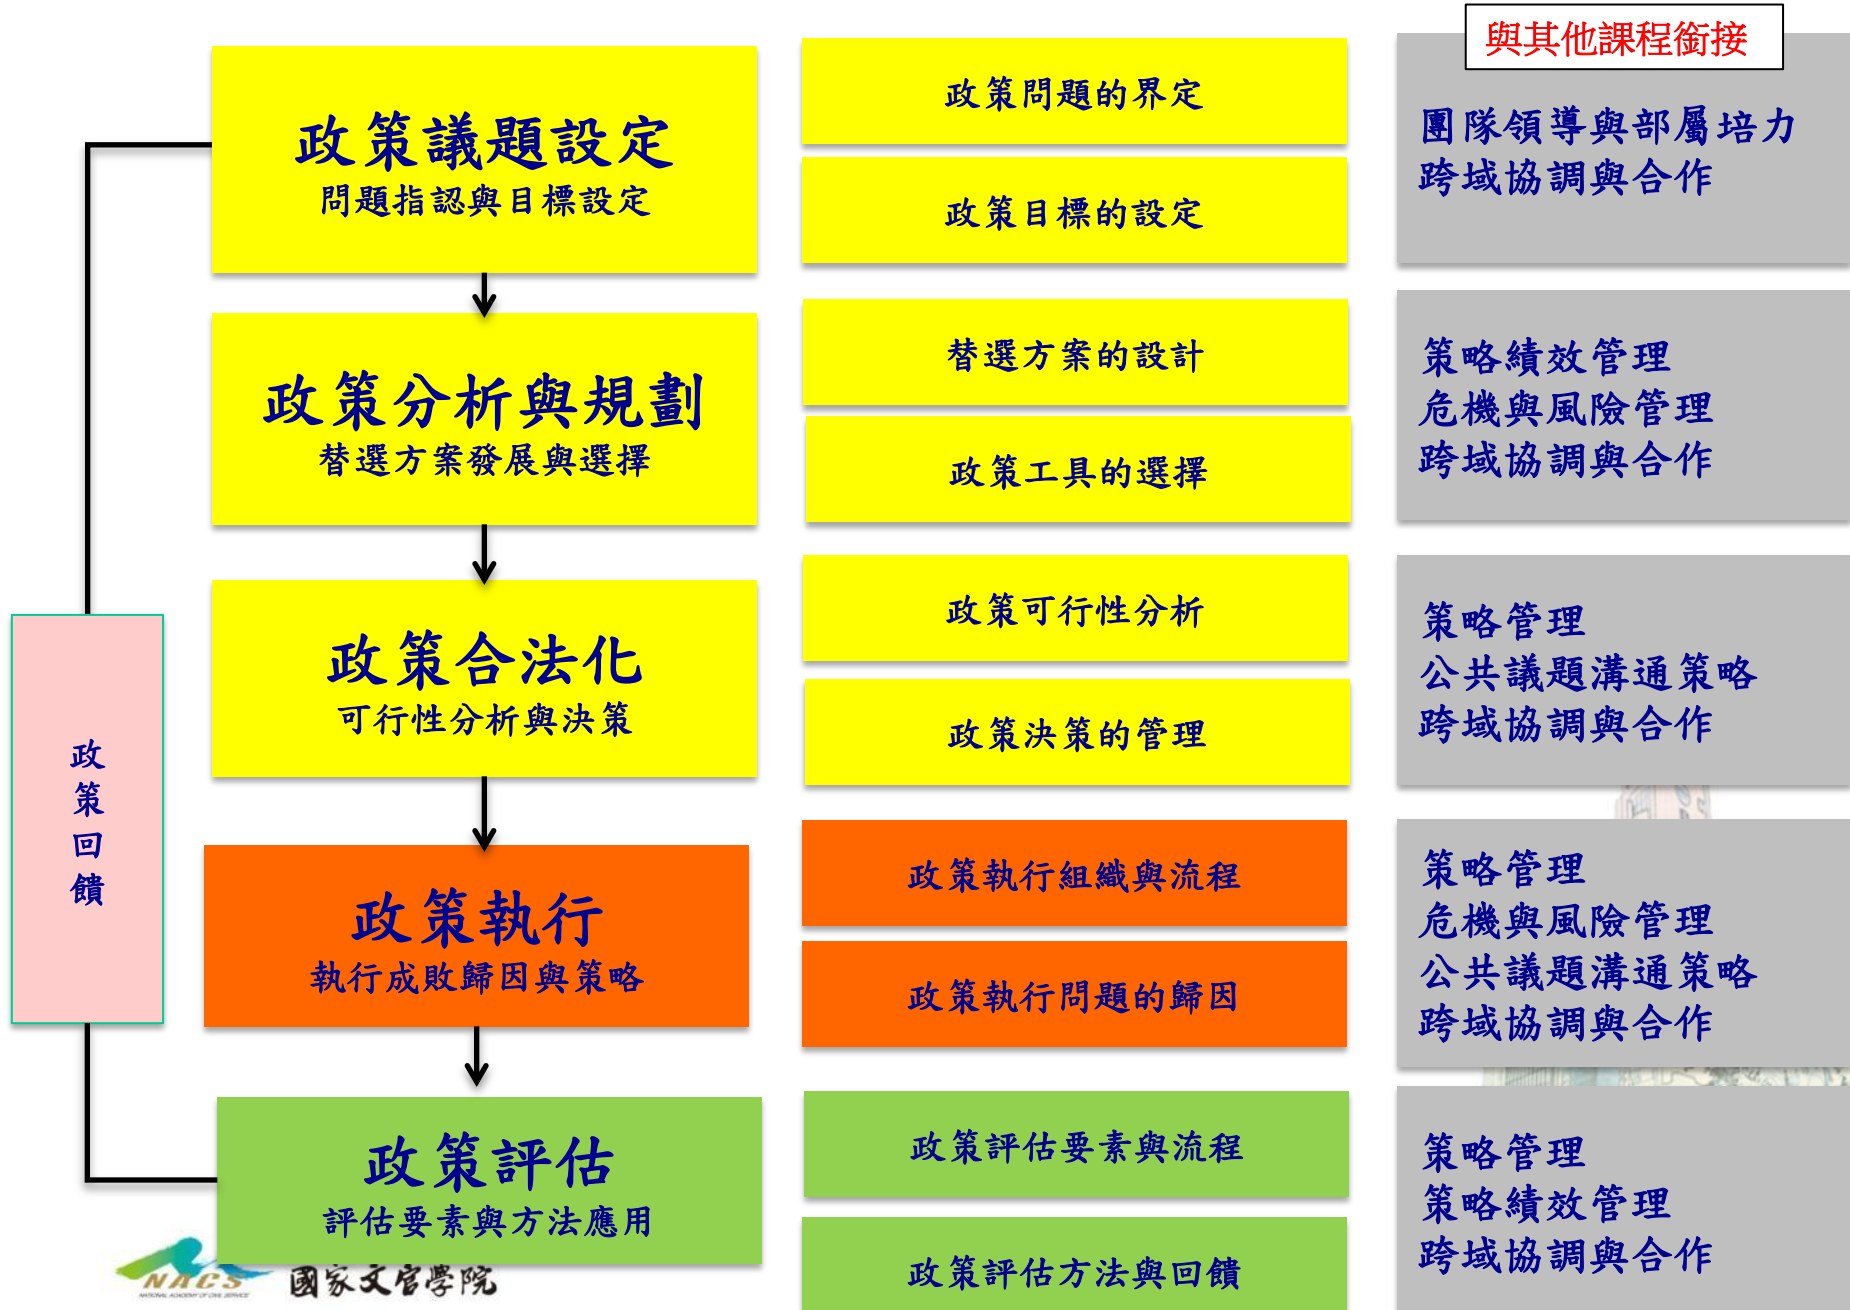 與其他課程銜接
政策議題設定
問題指認與目標設定
政策問題的界定
政策目標的設定
團隊領導與部屬培力
跨域協調與合作
政策分析與規劃
替選方案發展與選擇
替選方案的設計
政策工具的選擇
策略績效管理
危機與風險管理
跨域協調與合作
政策合法化
可行性分析與決策
政策可行性分析
政策決策的管理
策略管理
公共議題溝通策略
跨域協調與合作
政策回饋
政策執行
執行成敗歸因與策略
政策執行組織與流程
政策執行問題的歸因
策略管理
危機與風險管理
公共議題溝通策略
跨域協調與合作
政策評估
評估要素與方法應用
政策評估要素與流程
政策評估方法與回饋
策略管理
策略績效管理
跨域協調與合作
NACS
NATIONAL ACADEMY OF CIVIL SERVICE
國家文官學院